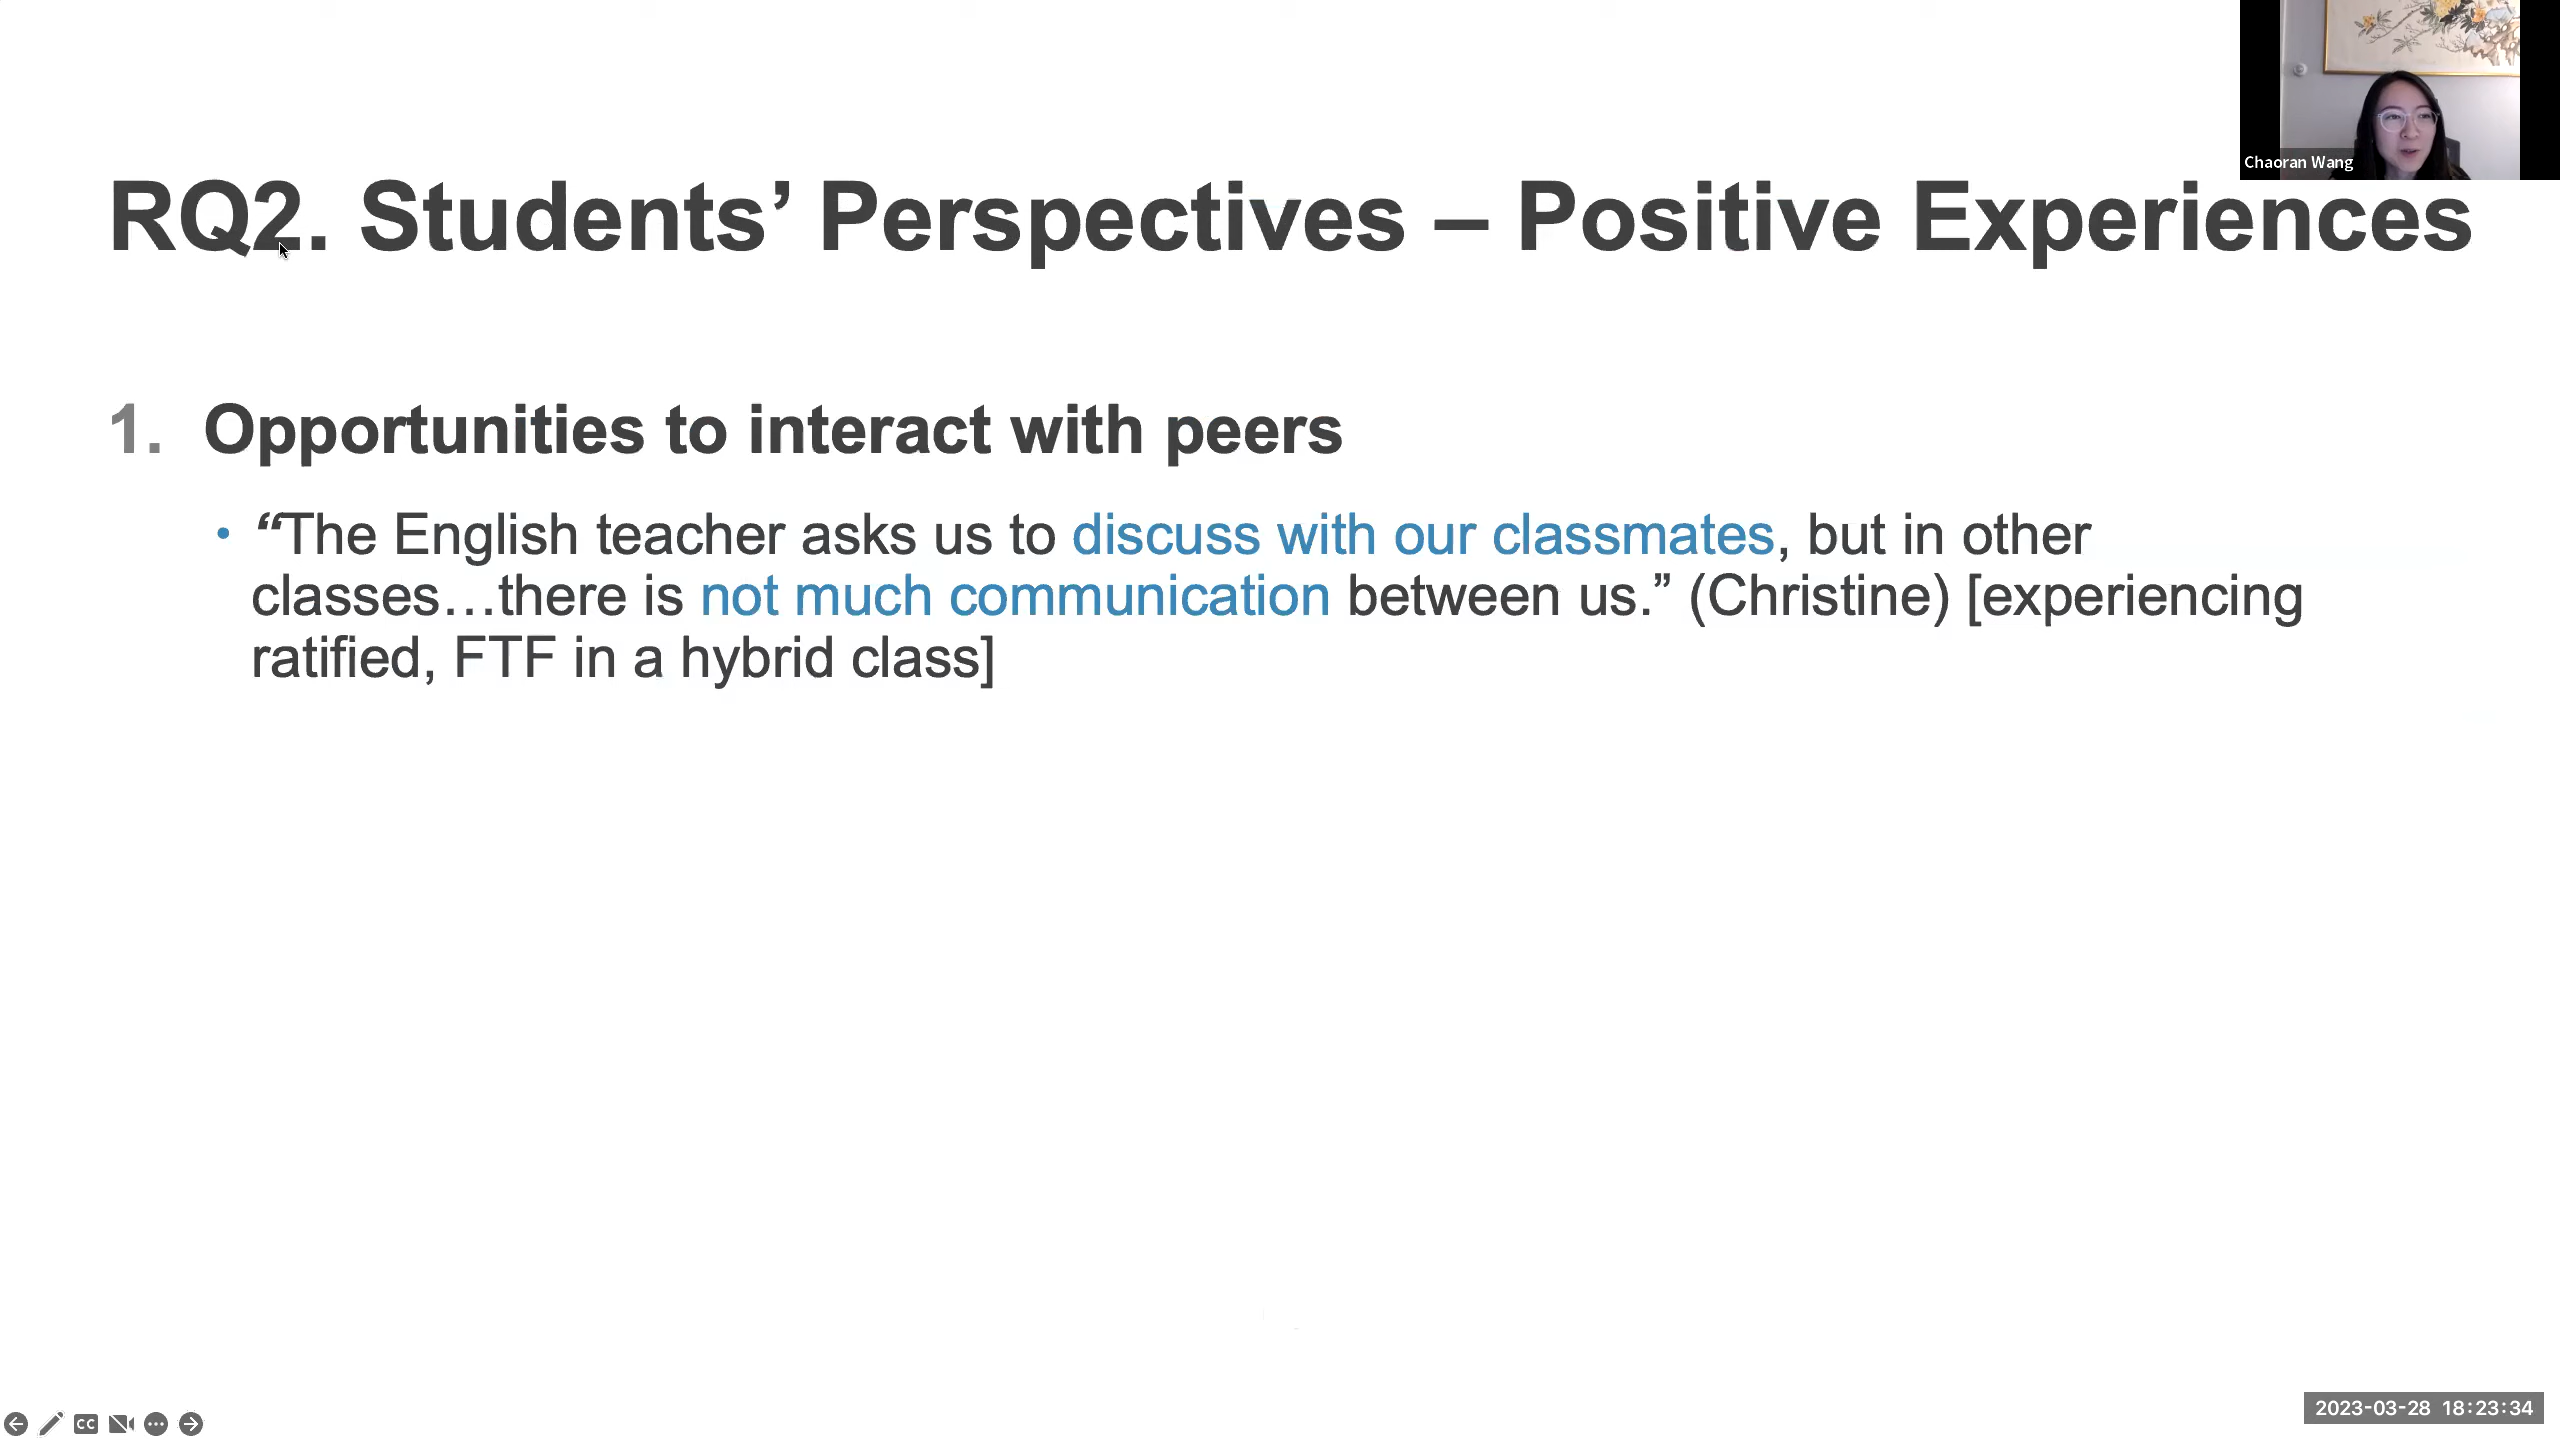 Chaoran Wang
RQ2. Students’ Perspectives – Positive Experiences
1. Opportunities to interact with peers
• “The English teacher asks us to discuss with our classmates, but in other
classes…there is not much communication between us.” (Christine) [experiencing
ratified, FTF in a hybrid class]
CC
2023-03-28 18:23:34